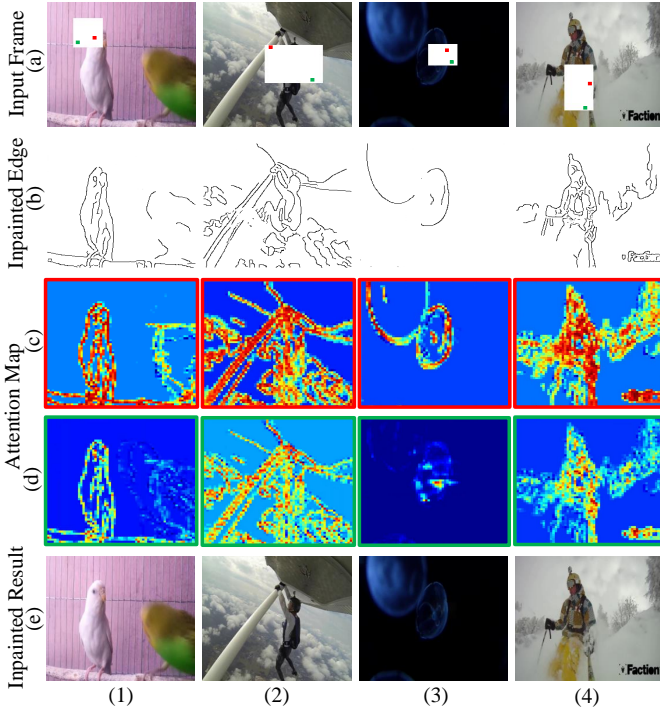 Input Frame
(a)
Faction
Inpainted Edge
(b)
Attention Map
(c)
(d)
Inpainted Result
(e)
Faction
(1)
(2)
(3)
(4)